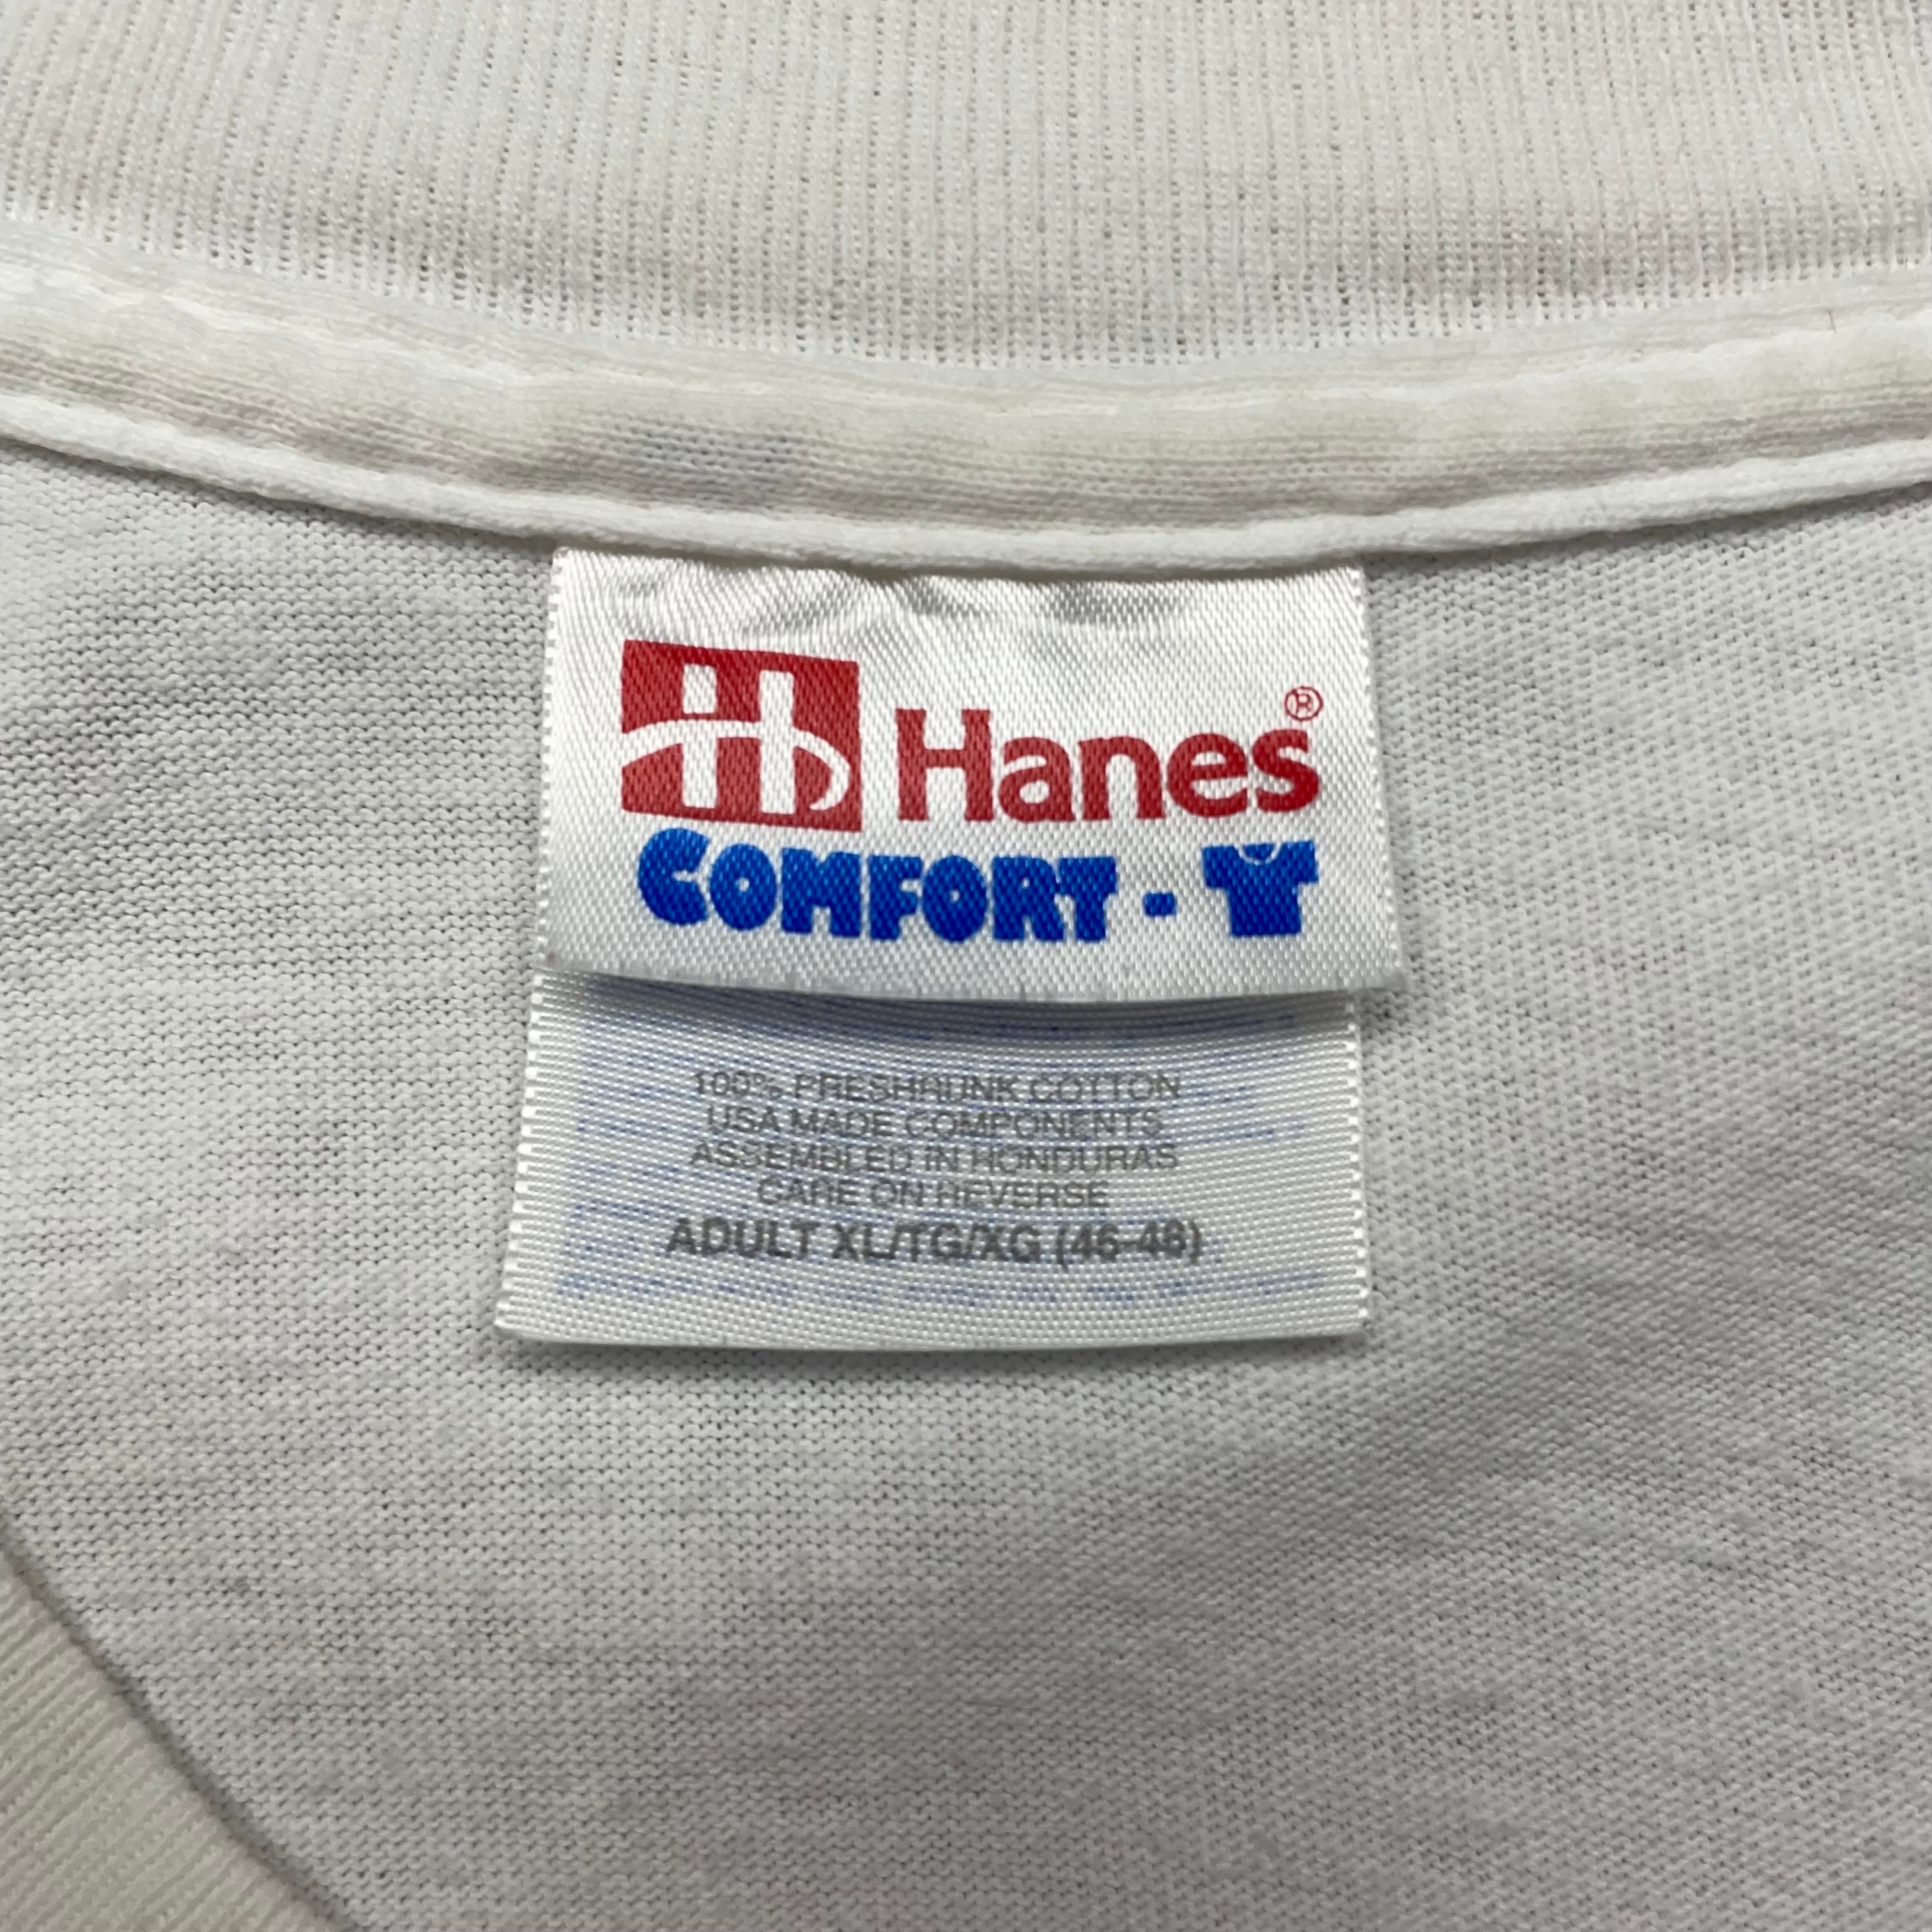 Hanes®
COMFORT-T
100% PRESHRUNK COTTON
USA MADE COMPONENTS
ASSEMBLED IN HONDURAS
CARE ON REVERSE
ADULT XL/TG/XG (46-48)